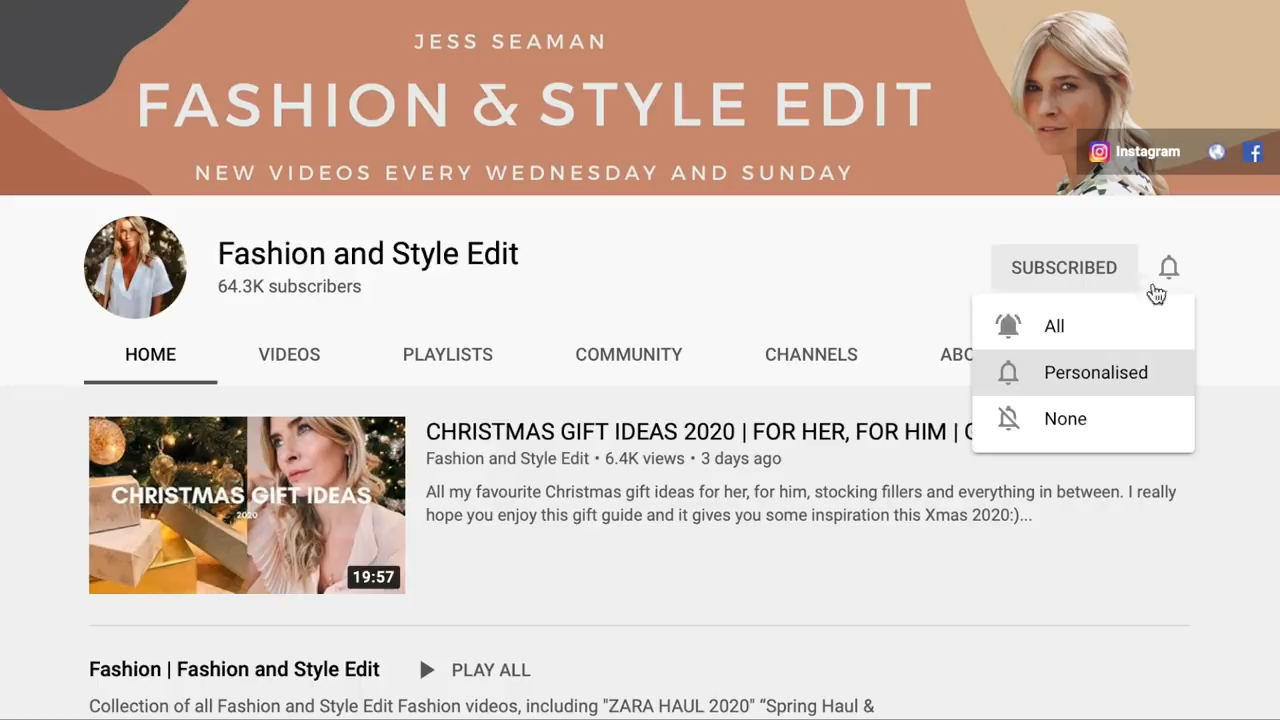 JESS SEAMAN
FASHION & STYLE EDIT
NEW VIDEOS EVERY WEDNESDAY AND SUNDAY
Instagram
Fashion and Style Edit
64.3K subscribers
SUBSCRIBED
All
Personalised
None
HOME VIDEOS PLAYLISTS COMMUNITY CHANNELS
CHRISTMAS GIFT IDEAS
2020
19:57
CHRISTMAS GIFT IDEAS 2020 | FOR HER, FOR HIM |
Fashion and Style Edit • 6.4K views • 3 days ago
All my favourite Christmas gift ideas for her, for him, stocking fillers and everything in between. I really
hope you enjoy this gift guide and it gives you some inspiration this Xmas 2020:)...
Fashion | Fashion and Style Edit PLAY ALL
Collection of all Fashion and Style Edit Fashion videos, including "ZARA HAUL 2020" “Spring Haul &